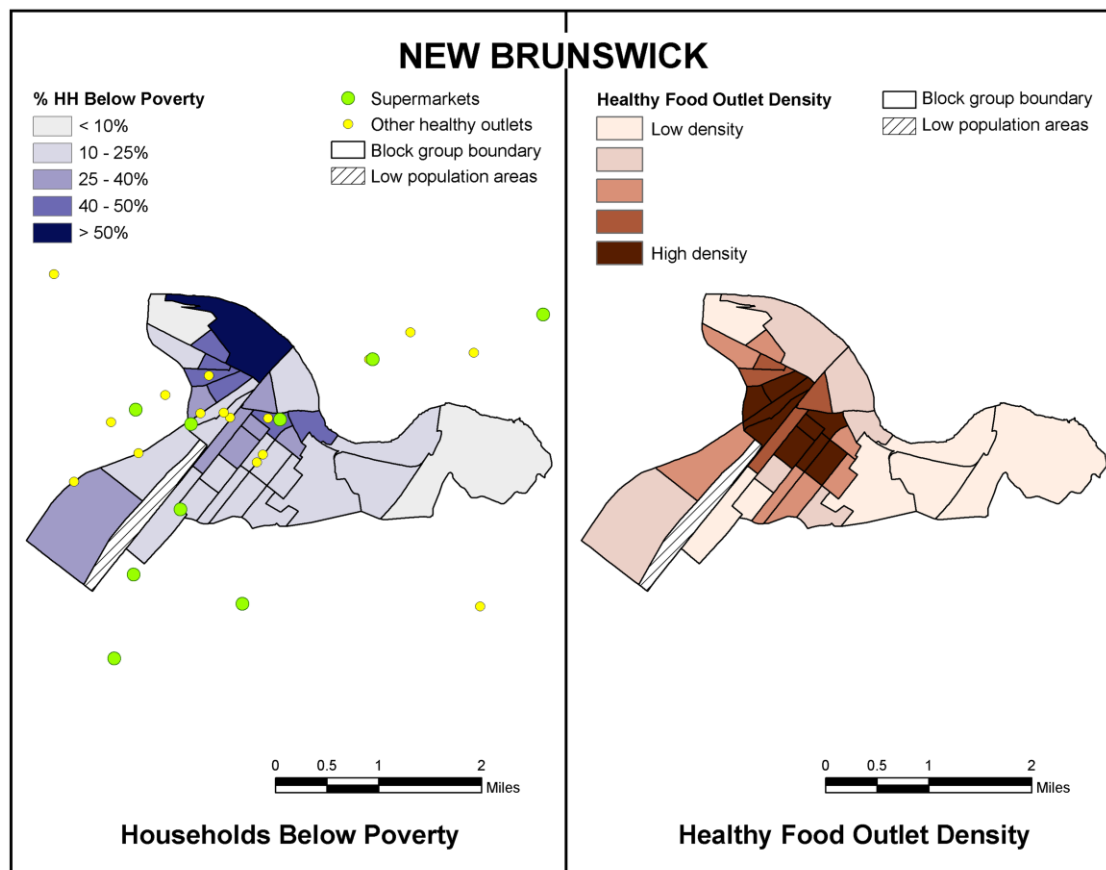 NEW BRUNSWICK
% HH Below Poverty
< 10%
10 - 25%
25 - 40%
40 - 50%
> 50%
Supermarkets
Other healthy outlets
Block group boundary
Low population areas
0 0.5 1 2
Miles
Households Below Poverty
Healthy Food Outlet Density
Low density
High density
Block group boundary
Low population areas
0 0.5 1 2
Miles
Healthy Food Outlet Density